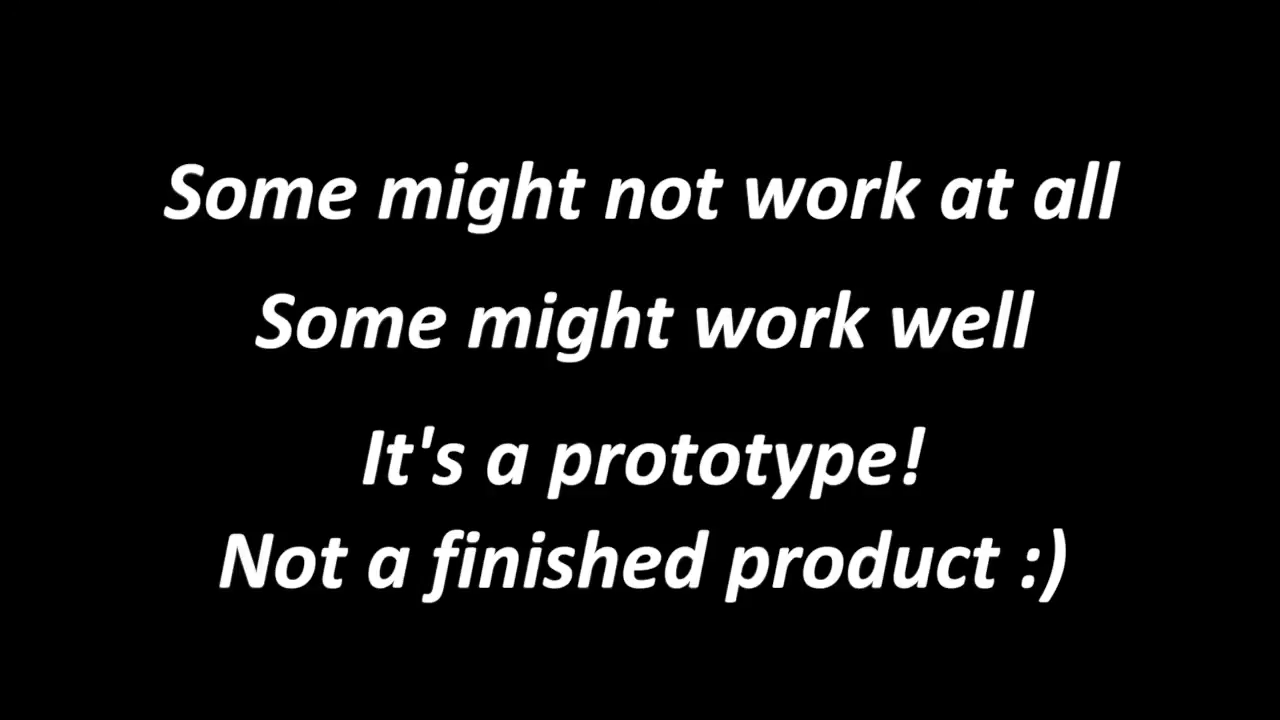 Some might not work at all
Some might work well
It's a prototype!
Not a finished product :)